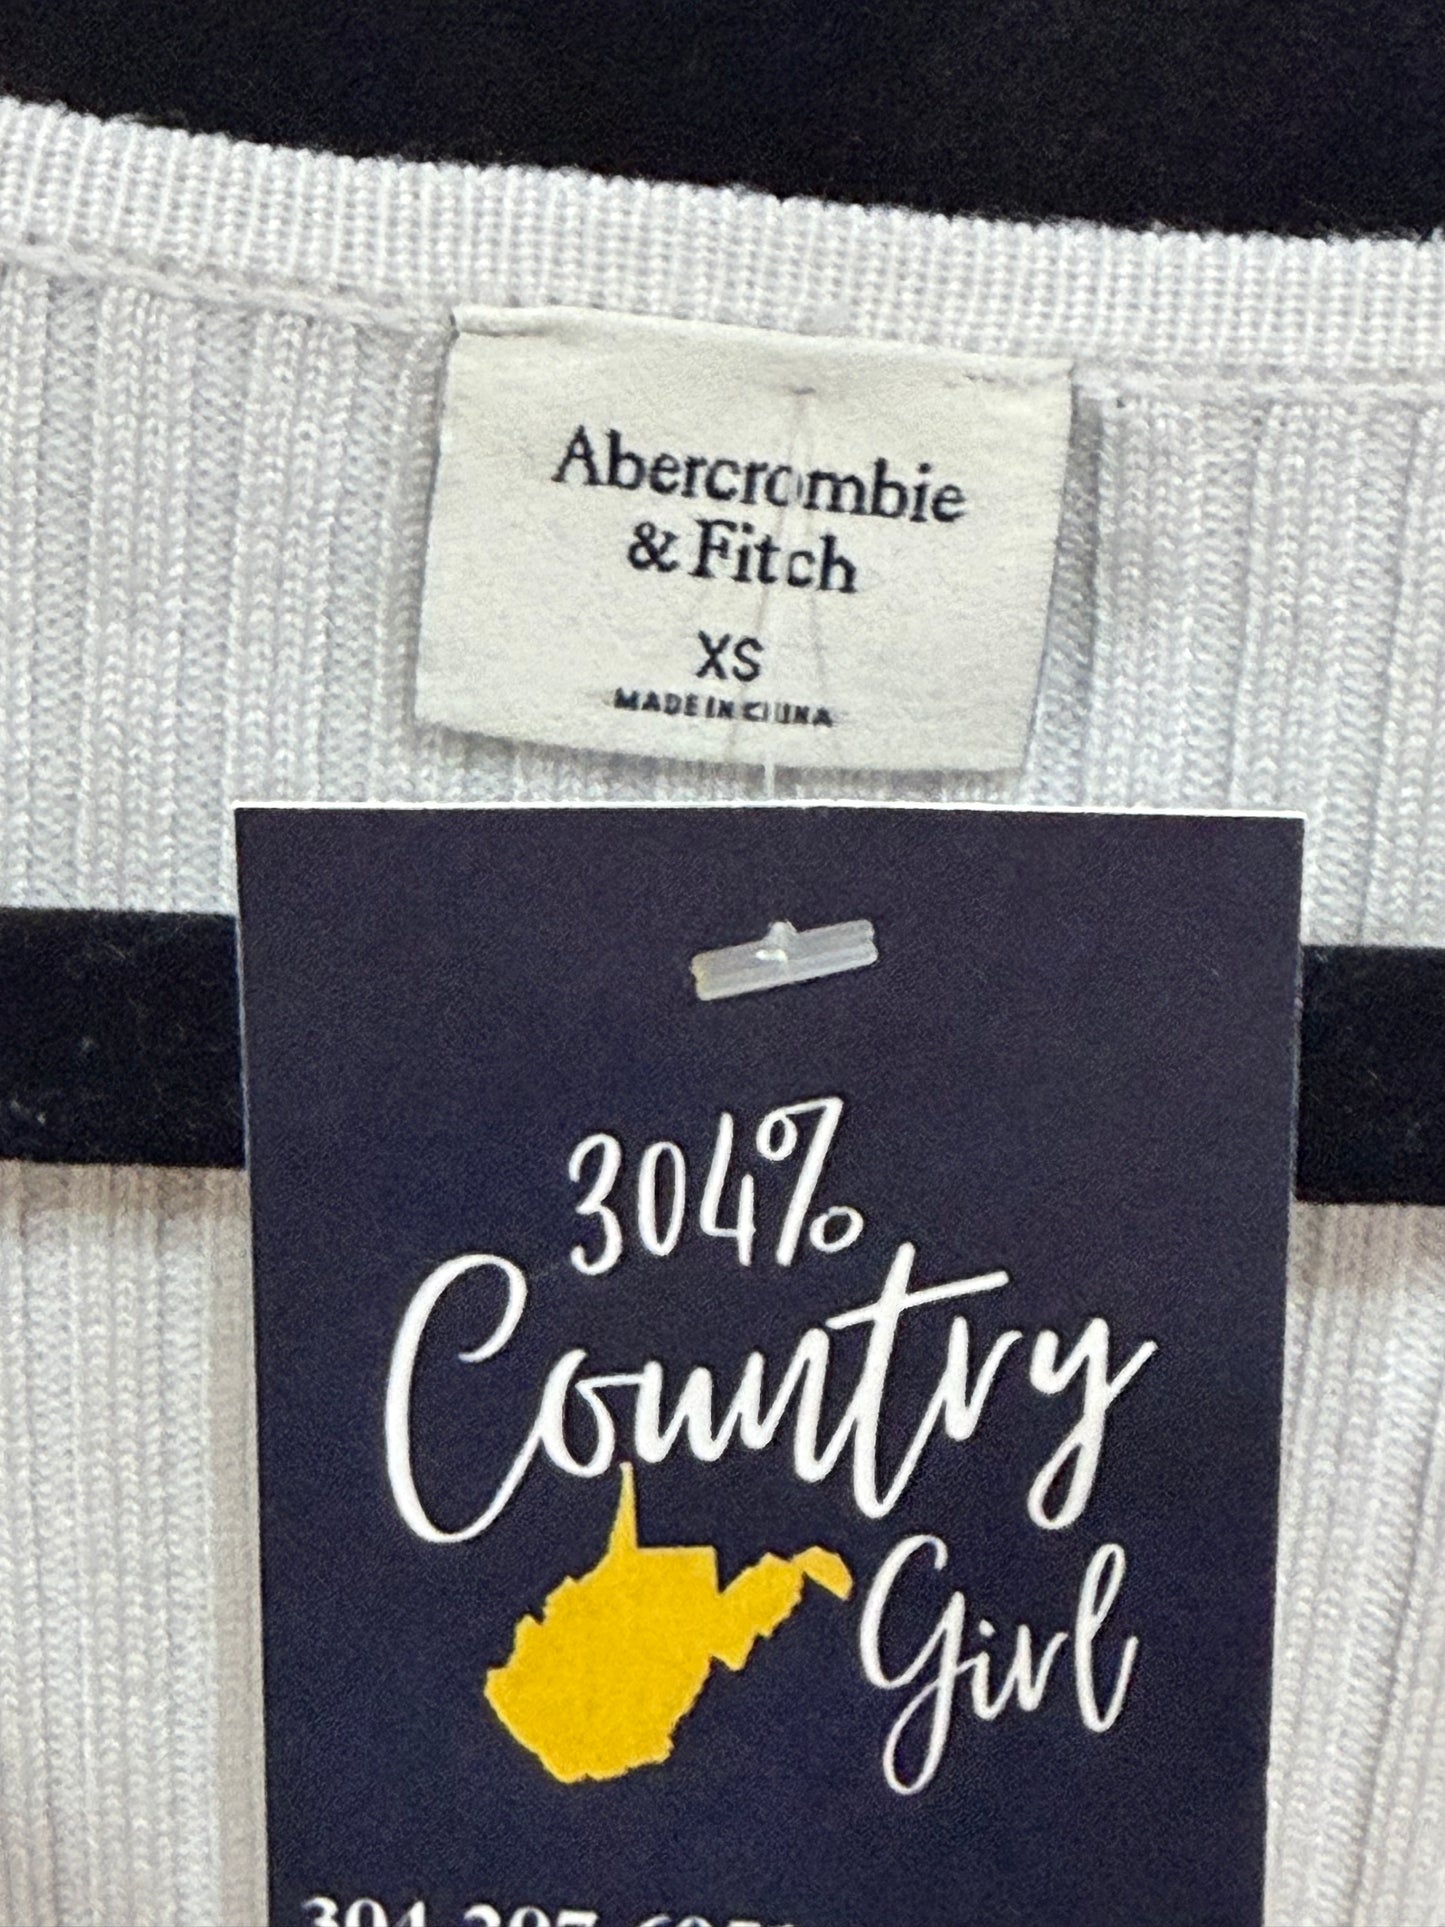 Abercrombie
& Fitch
XS
MADE IN CHINA
304%
Country
Girl